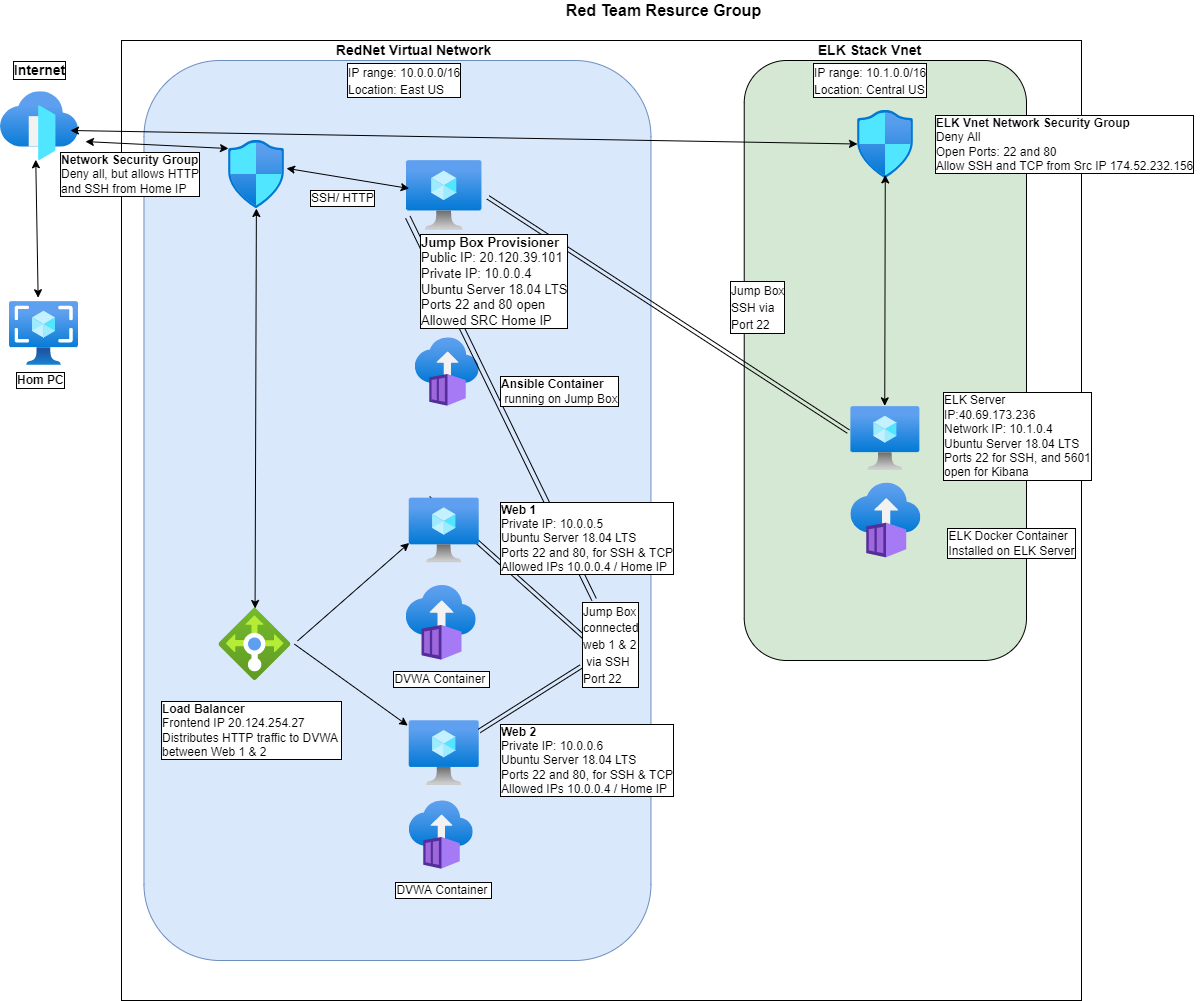 Red Team Resurce Group
RedNet Virtual Network
ELK Stack Vnet
Internet
IP range: 10.0.0.0/16
Location: East US
IP range: 10.1.0.0/16
Location: Central US
ELK Vnet Network Security Group
Deny All
Open Ports: 22 and 80
Allow SSH and TCP from Src IP 174.52.232.156
Network Security Group
Deny all, but allows HTTP
and SSH from Home IP
SSH/ HTTP
Jump Box Provisioner
Public IP: 20.120.39.101
Private IP: 10.0.0.4
Ubuntu Server 18.04 LTS
Ports 22 and 80 open
Allowed SRC Home IP
Jump Box
SSH via
Port 22
Hom PC
Ansible Container
running on Jump Box
ELK Server
IP:40.69.173.236
Network IP: 10.1.0.4
Ubuntu Server 18.04 LTS
Ports 22 for SSH, and 5601
open for Kibana
Web 1
Private IP: 10.0.0.5
Ubuntu Server 18.04 LTS
Ports 22 and 80, for SSH & TCP
Allowed IPs 10.0.0.4 / Home IP
ELK Docker Container
Installed on ELK Server
Jump Box
connected
web 1 & 2
via SSH
Port 22
DVWA Container
Load Balancer
Frontend IP 20.124.254.27
Distributes HTTP traffic to DVWA
between Web 1 & 2
Web 2
Private IP: 10.0.0.6
Ubuntu Server 18.04 LTS
Ports 22 and 80, for SSH & TCP
Allowed IPs 10.0.0.4 / Home IP
DVWA Container